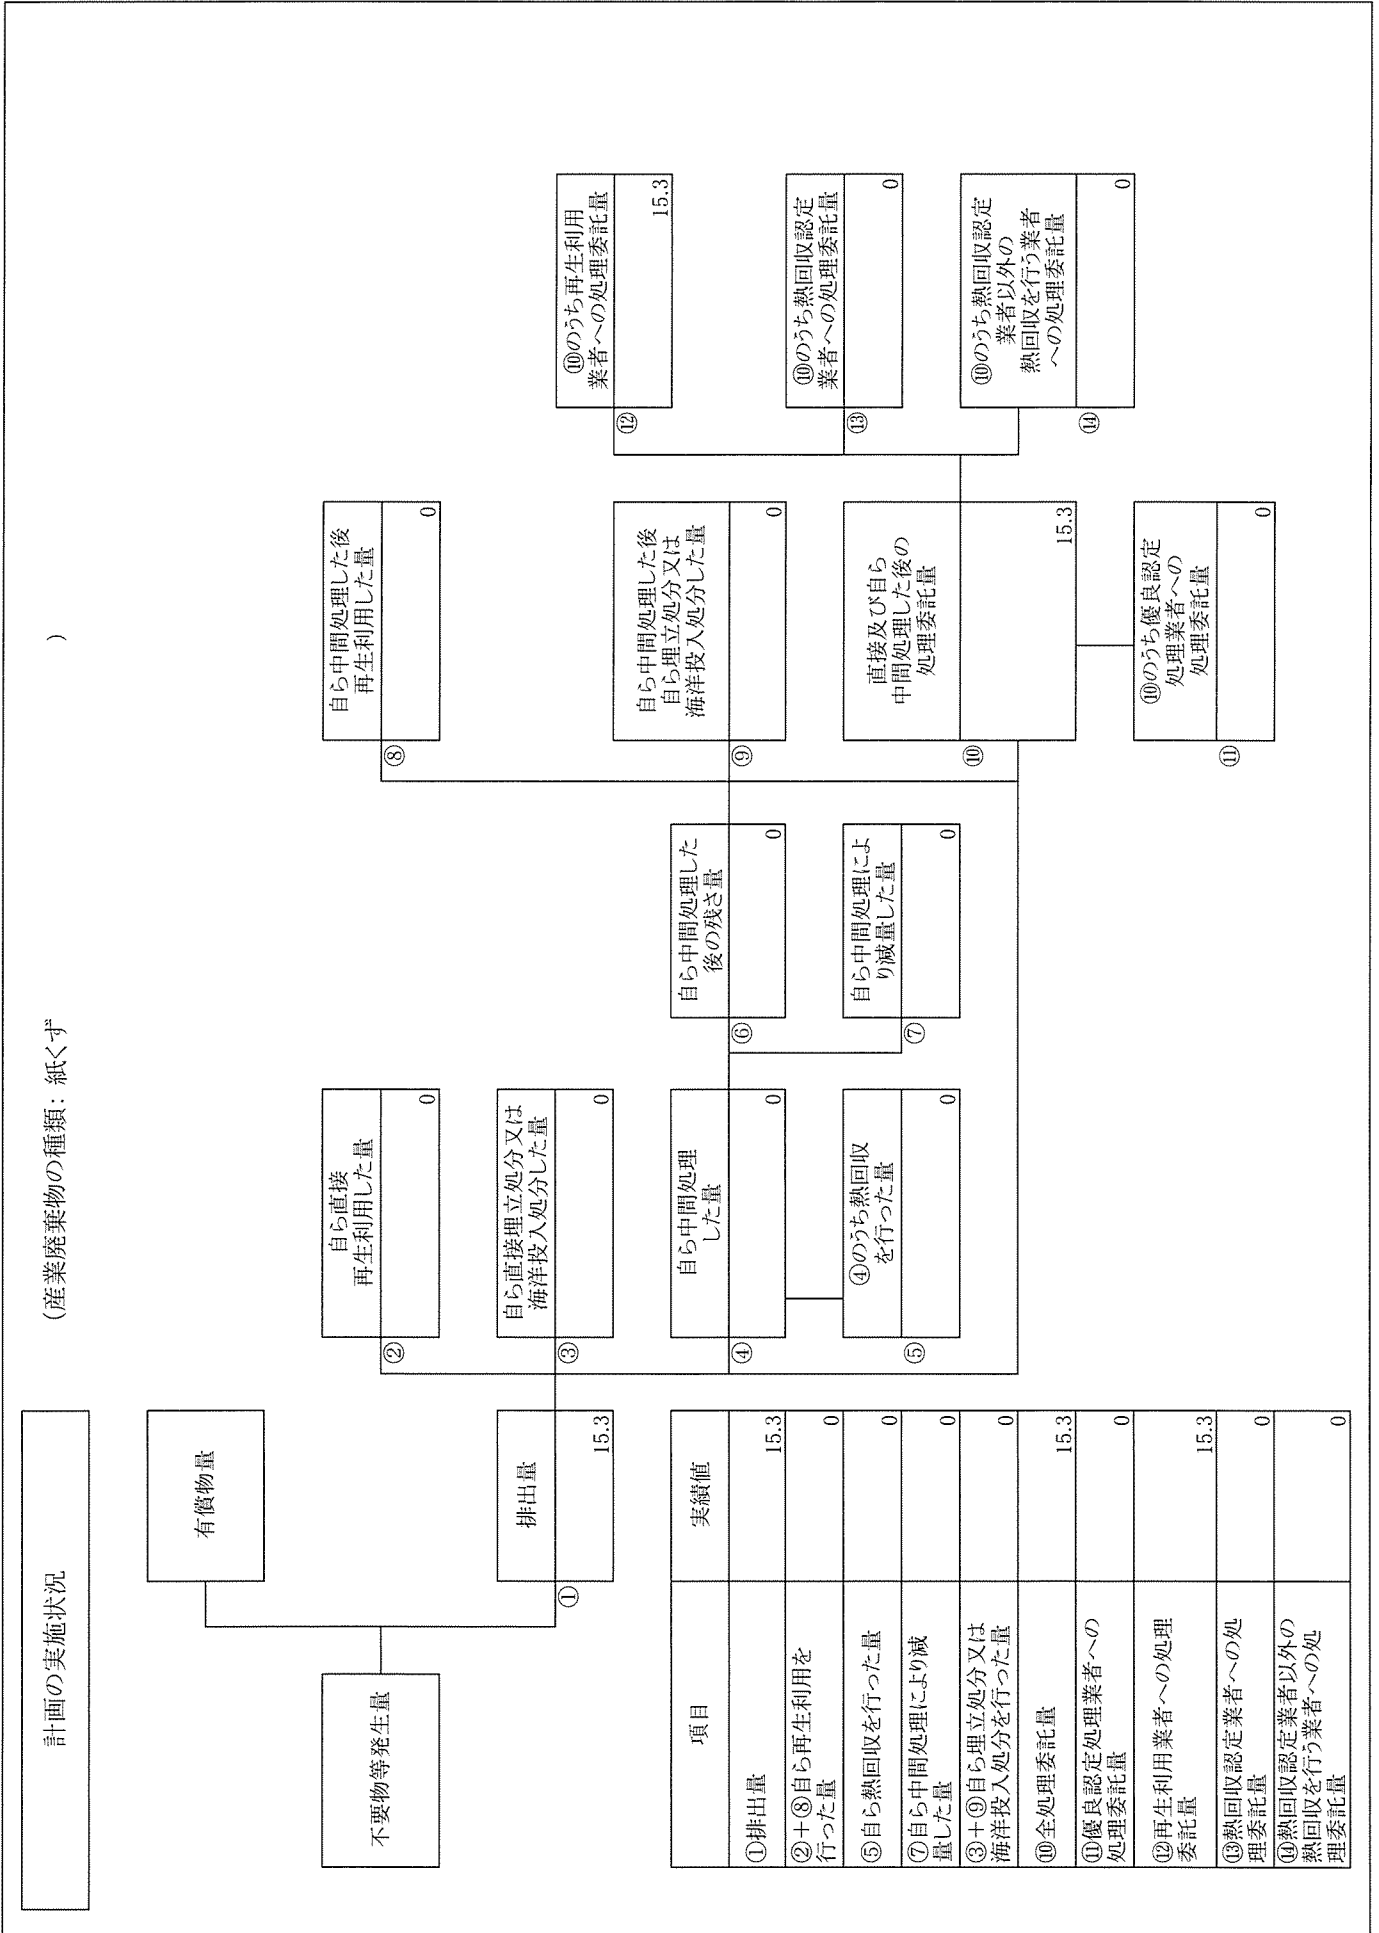 計画の実施状況
(産業廃棄物の種類：紙くず
)
不要物等発生量
有償物量
①
排出量
15.3
②
自ら直接
再生利用した量
0
③
自ら直接埋立処分又は
海洋投入処分した量
0
④
自ら中間処理
した量
0
⑤
④のうち熱回収
を行った量
0
⑥
自ら中間処理した
後の残さ量
0
⑦
自ら中間処理によ
り減量した量
0
⑧
自ら中間処理した後
再生利用した量
0
⑨
自ら中間処理した後
自ら埋立処分又は
海洋投入処分した量
0
⑩
直接及び自ら
中間処理した後の
処理委託量
15.3
⑪
⑩のうち優良認定
処理業者への
処理委託量
0
⑫
⑩のうち再生利用
業者への処理委託量
15.3
⑬
⑩のうち熱回収認定
業者への処理委託量
0
⑭
⑩のうち熱回収認定
業者以外の
熱回収を行う業者
への処理委託量
0
項目
実績値
①排出量
15.3
②＋⑧自ら再生利用を
行った量
0
⑤自ら熱回収を行った量
0
⑦自ら中間処理により減
量した量
0
③＋⑨自ら埋立処分又は
海洋投入処分を行った量
0
⑩全処理委託量
15.3
⑪優良認定処理業者への
処理委託量
0
⑫再生利用業者への処理
委託量
15.3
⑬熱回収認定業者への処
理委託量
0
⑭熱回収認定業者以外の
熱回収を行う業者への処
理委託量
0